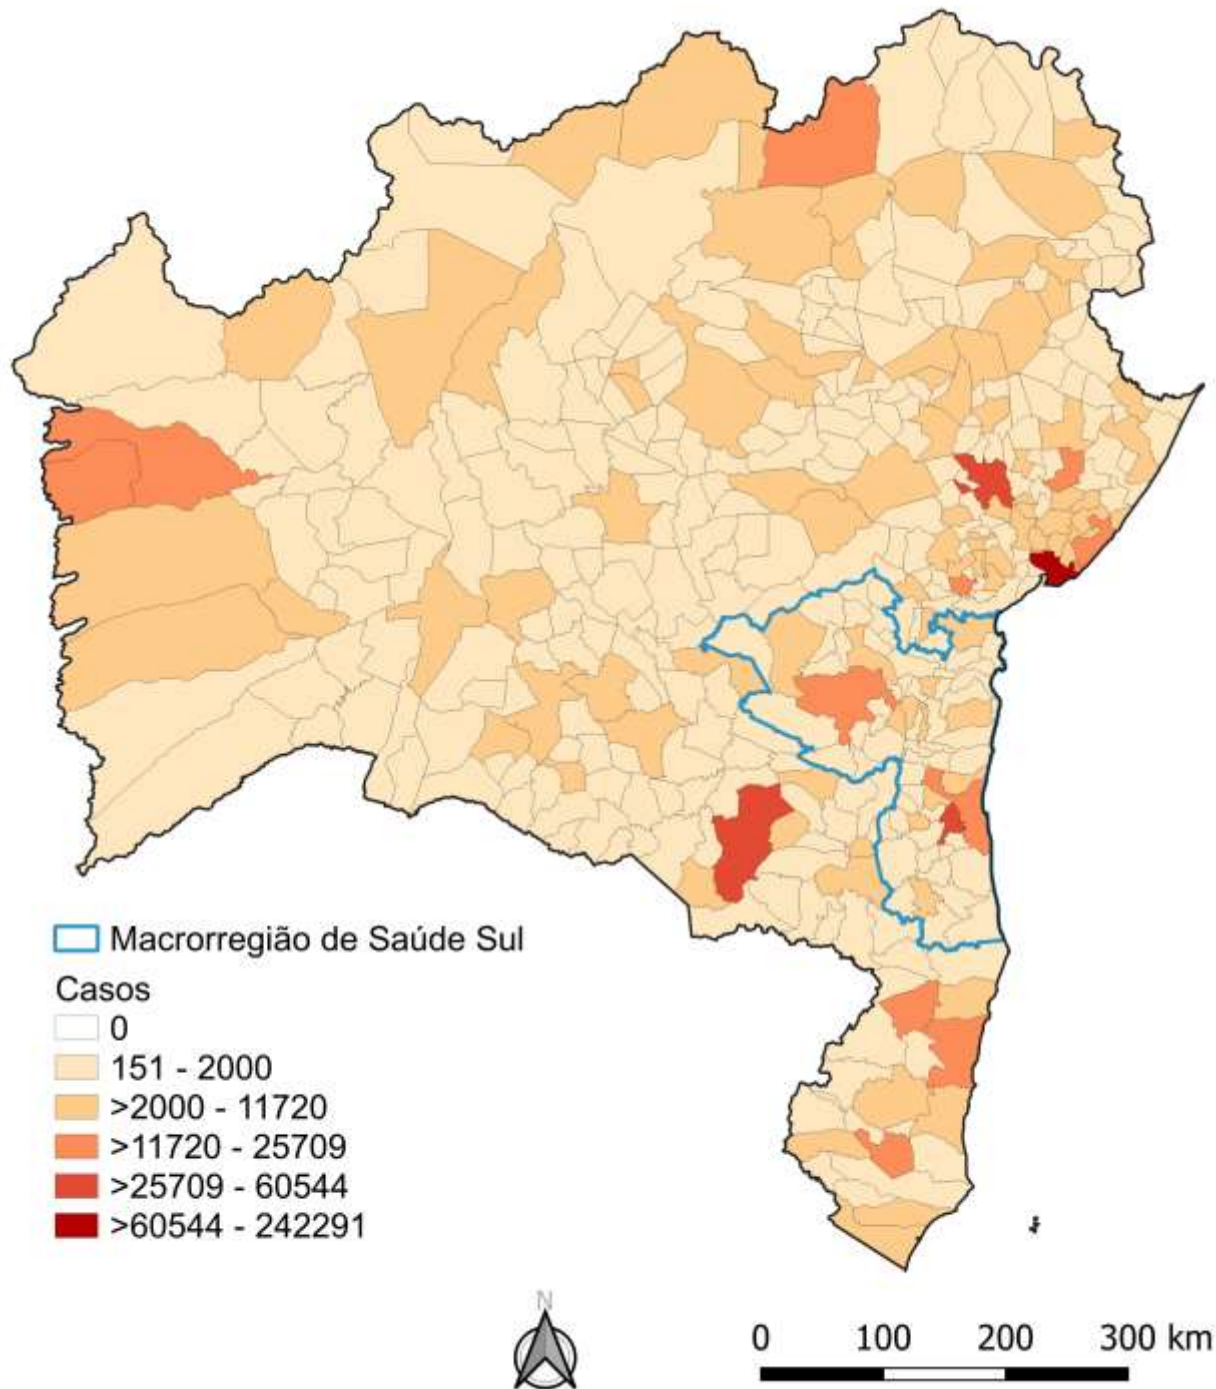 Macrorregião de Saúde Sul
Casos
0
151 - 2000
>2000 - 11720
>11720 - 25709
>25709 - 60544
>60544 - 242291
N
0 100 200 300 km